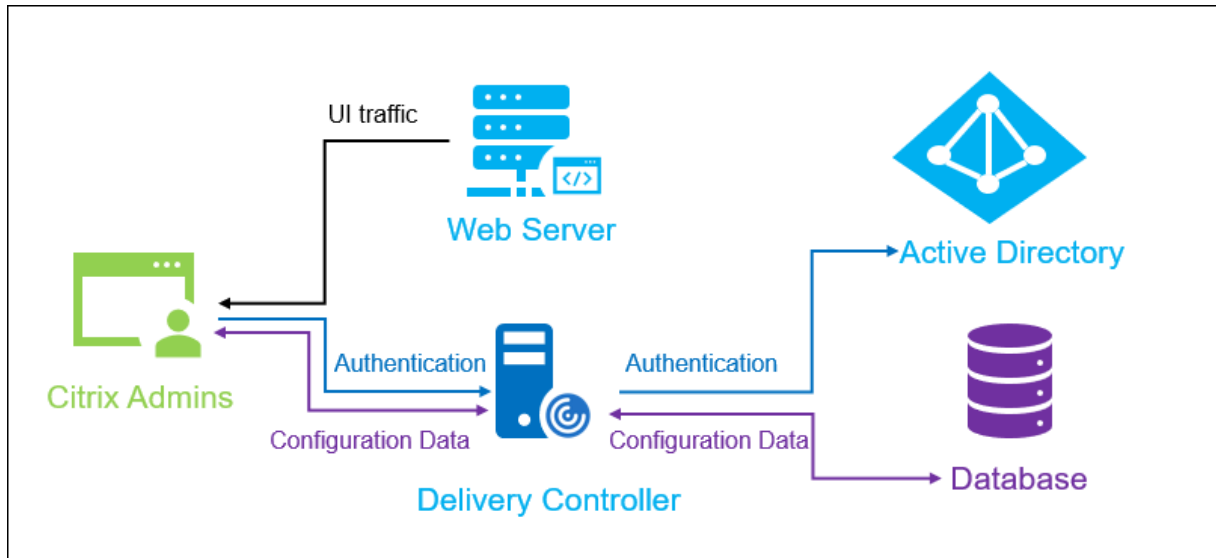 UI traffic
</>
Web Server
Active Directory
Citrix Admins
Authentication
Authentication
Configuration Data
Configuration Data
Delivery Controller
Database